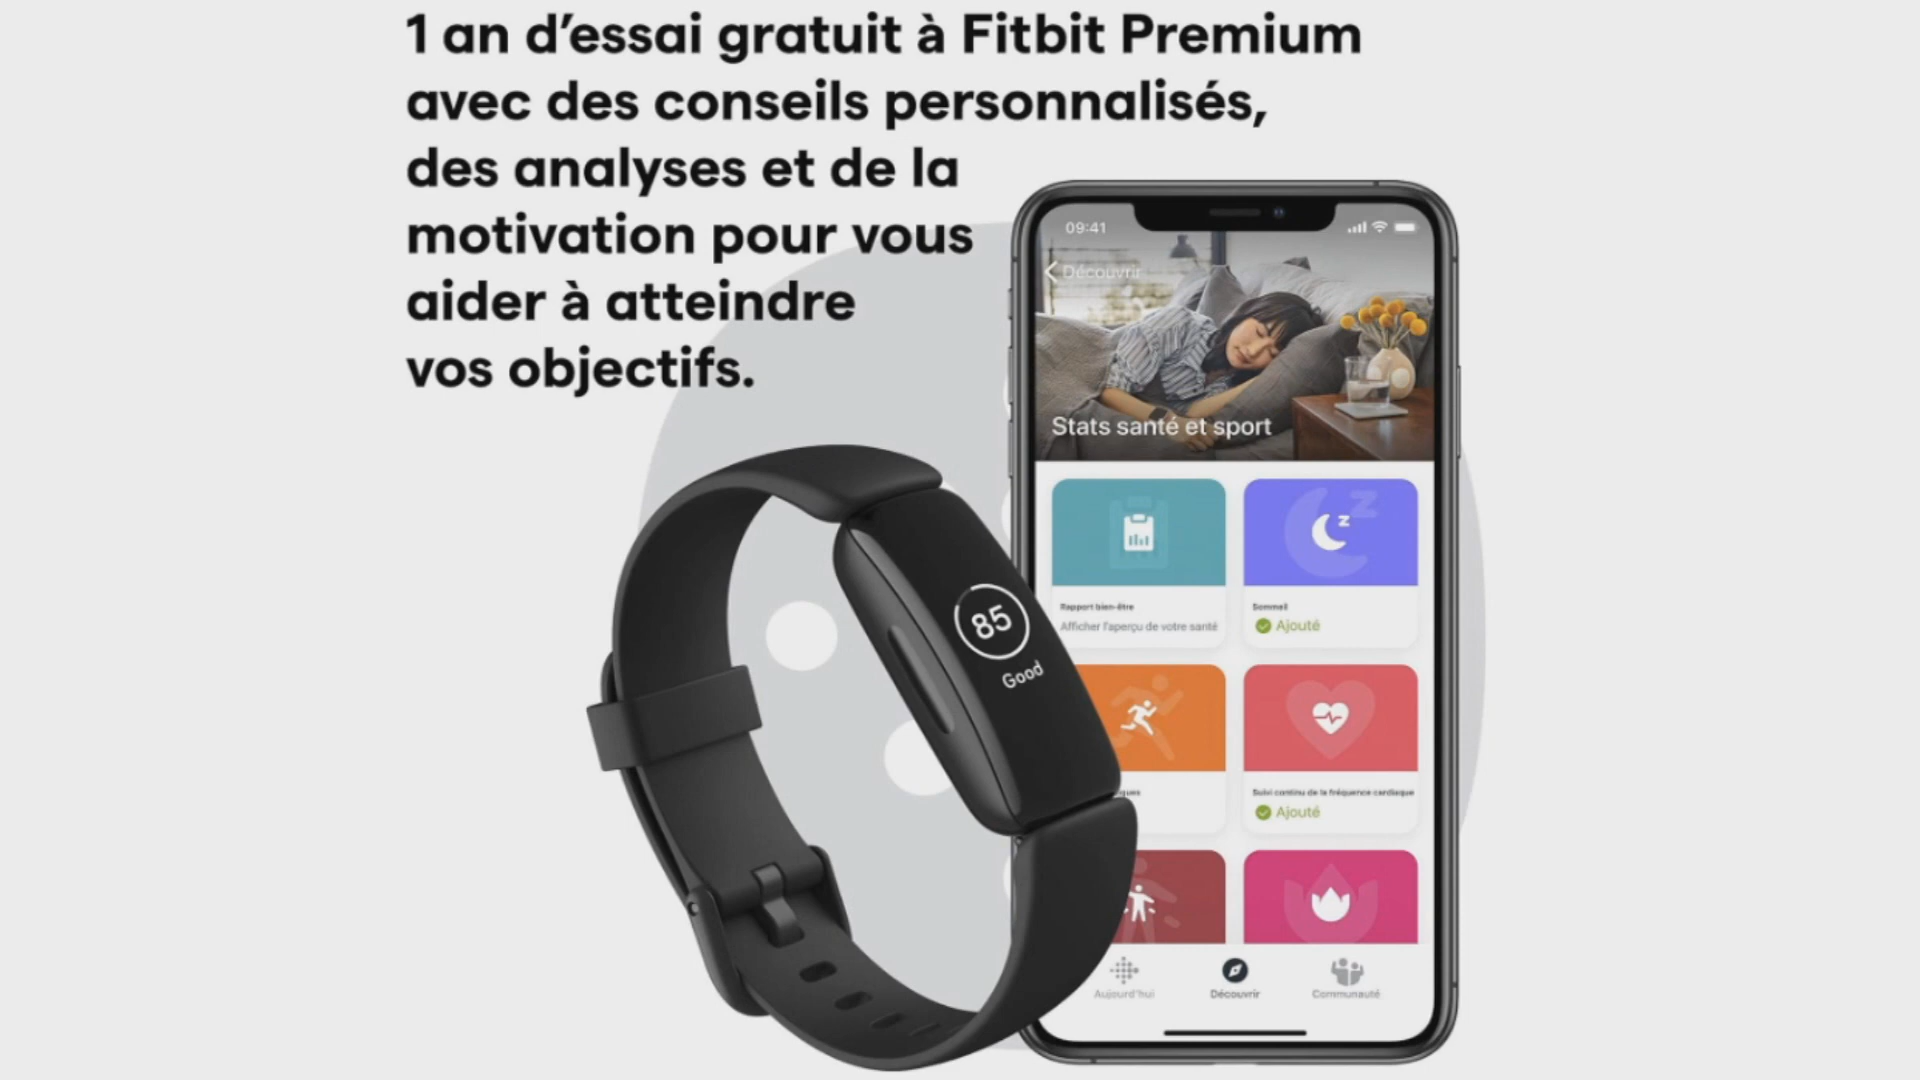 1 an d’essai gratuit à Fitbit Premium
avec des conseils personnalisés,
des analyses et de la
motivation pour vous
aider à atteindre
vos objectifs.
09:41
Découvrir
Stats santé et sport
Rapport bien-être
Afficher l'aperçu de votre santé
Sommeil
Ajouté
85
Good
Suivi continu de la fréquence cardiaque
Ajouté
Aujourd'hui
Découvrir
Communauté